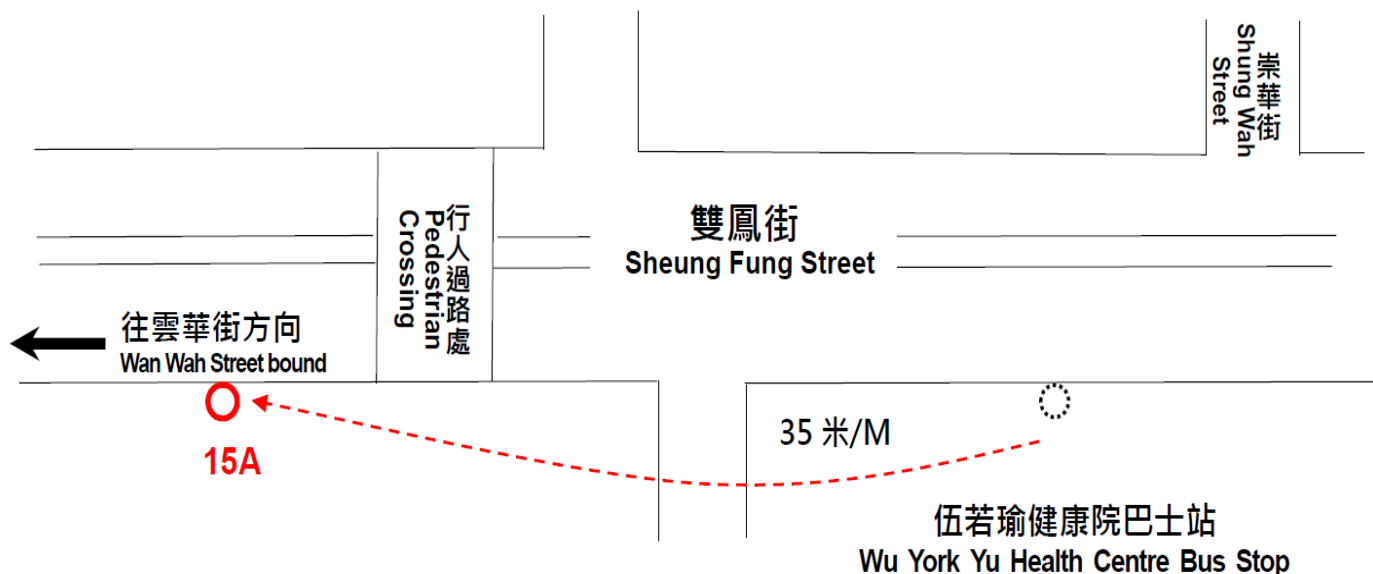 崇華街
Shung Wah
Street
行人過路處
Pedestrian
Crossing
雙鳳街
Sheung Fung Street
往雲華街方向
Wan Wah Street bound
15A
35 米/M
伍若瑜健康院巴士站
Wu York Yu Health Centre Bus Stop